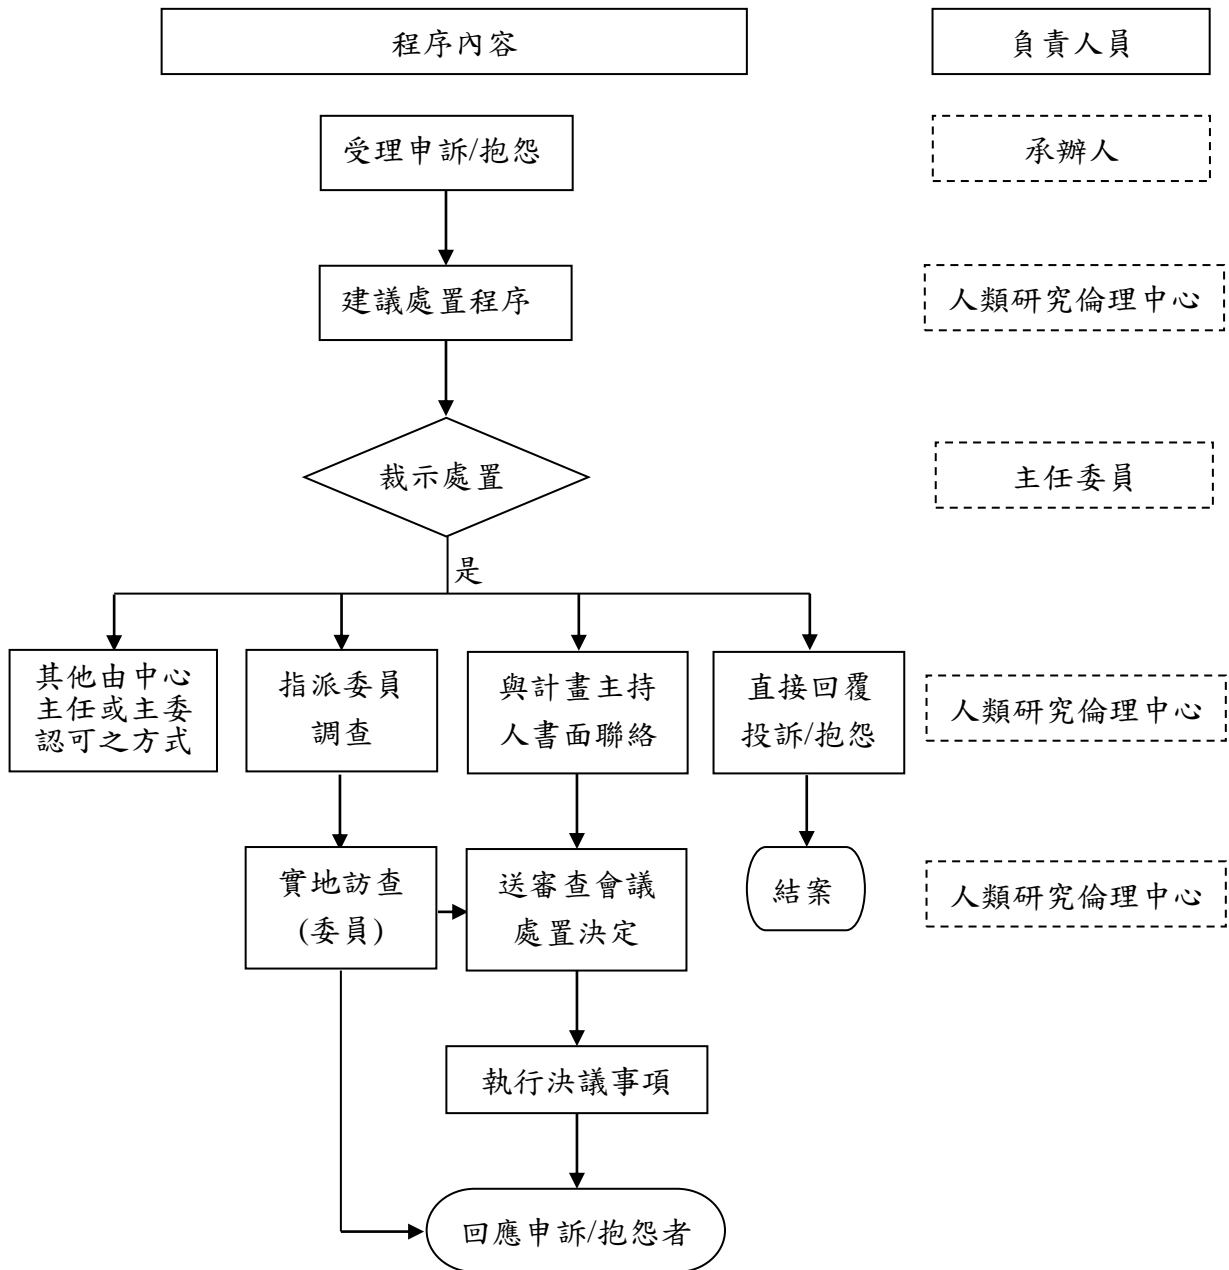 程序內容
負責人員
受理申訴/抱怨
承辦人
建議處置程序
人類研究倫理中心
裁示處置
主任委員
是
其他由中心
主任或主委
認可之方式
指派委員
調查
與計畫主持
人書面聯絡
直接回覆
投訴/抱怨
人類研究倫理中心
實地訪查
(委員)
送審查會議
處置決定
結案
人類研究倫理中心
執行決議事項
回應申訴/抱怨者